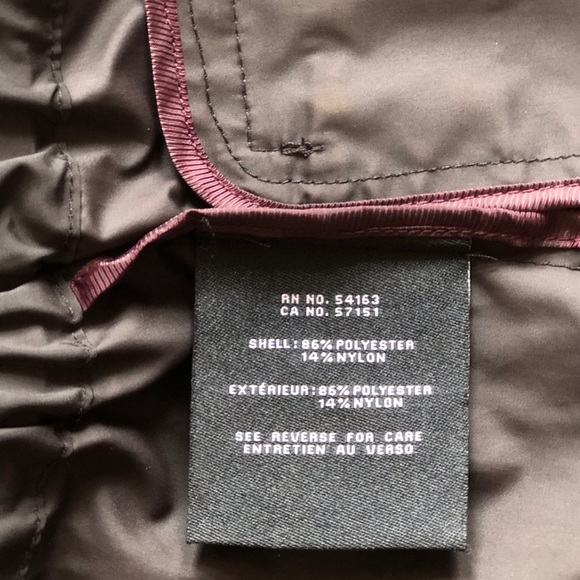 RN NO. 54163
CA NO. 57151
SHELL: 86% POLYESTER
14% NYLON
EXTÉRIEUR: 86% POLYESTER
14% NYLON
SEE REVERSE FOR CARE
ENTRETIEN AU VERSO